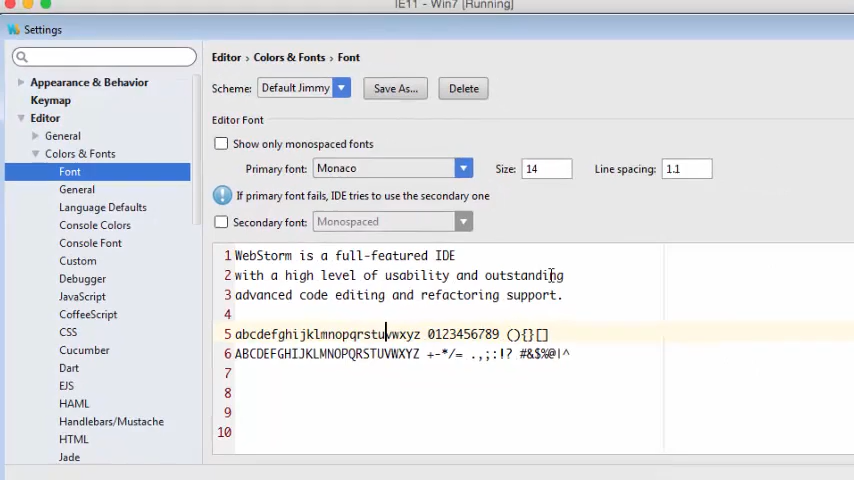 IE11 - Win7 [Running]
Settings
Appearance & Behavior
Keymap
Editor
General
Colors & Fonts
Font
General
Language Defaults
Console Colors
Console Font
Custom
Debugger
JavaScript
CoffeeScript
CSS
Cucumber
Dart
EJS
HAML
Handlebars/Mustache
HTML
Jade
Editor › Colors & Fonts › Font
Scheme: Default Jimmy Save As... Delete
Editor Font
Show only monospaced fonts
Primary font: Monaco Size: 14 Line spacing: 1.1
If primary font fails, IDE tries to use the secondary one
Secondary font: Monospaced
1 WebStorm is a full-featured IDE
2 with a high level of usability and outstanding
3 advanced code editing and refactoring support.
4
5 abcdefghijklmnopqrstuvwxyz 0123456789 (){}[]
6 ABCDEFGHIJKLMNOPQRSTUVWXYZ +-*/= .,;:!? #&$%@|^
7
8
9
10